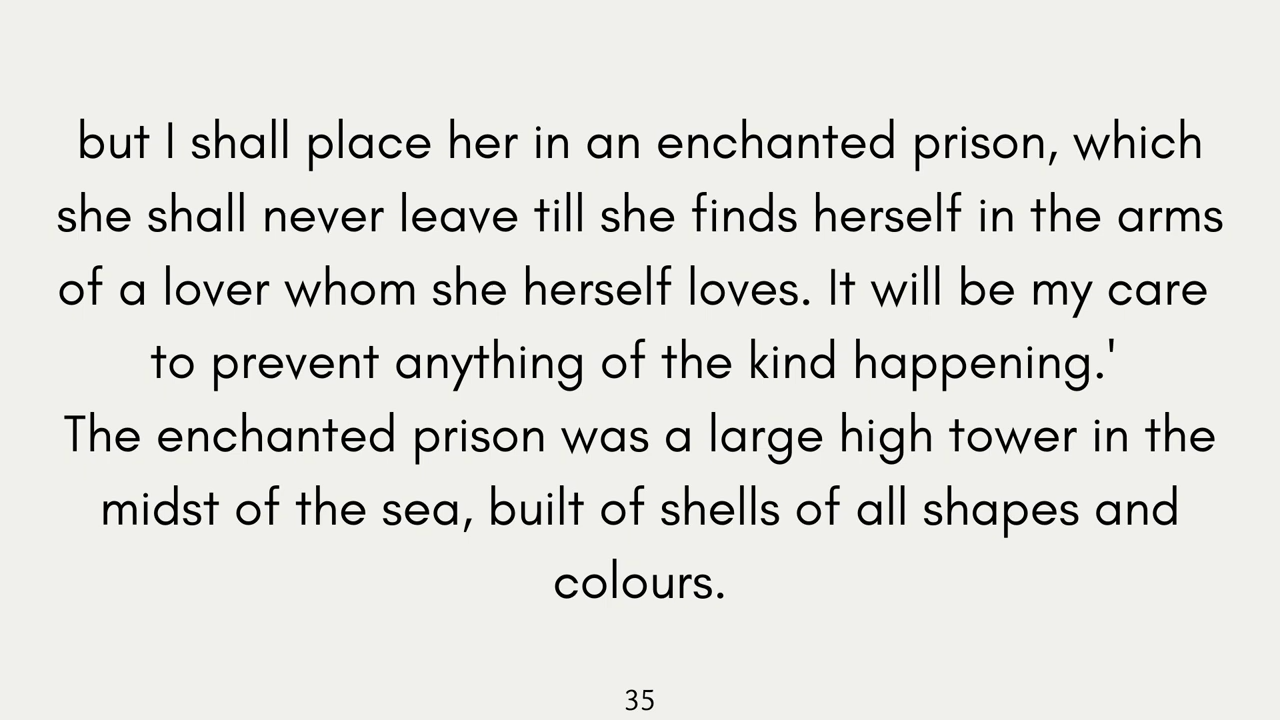 but I shall place her in an enchanted prison, which
she shall never leave till she finds herself in the arms
of a lover whom she herself loves. It will be my care
to prevent anything of the kind happening.'
The enchanted prison was a large high tower in the
midst of the sea, built of shells of all shapes and
colours.
35